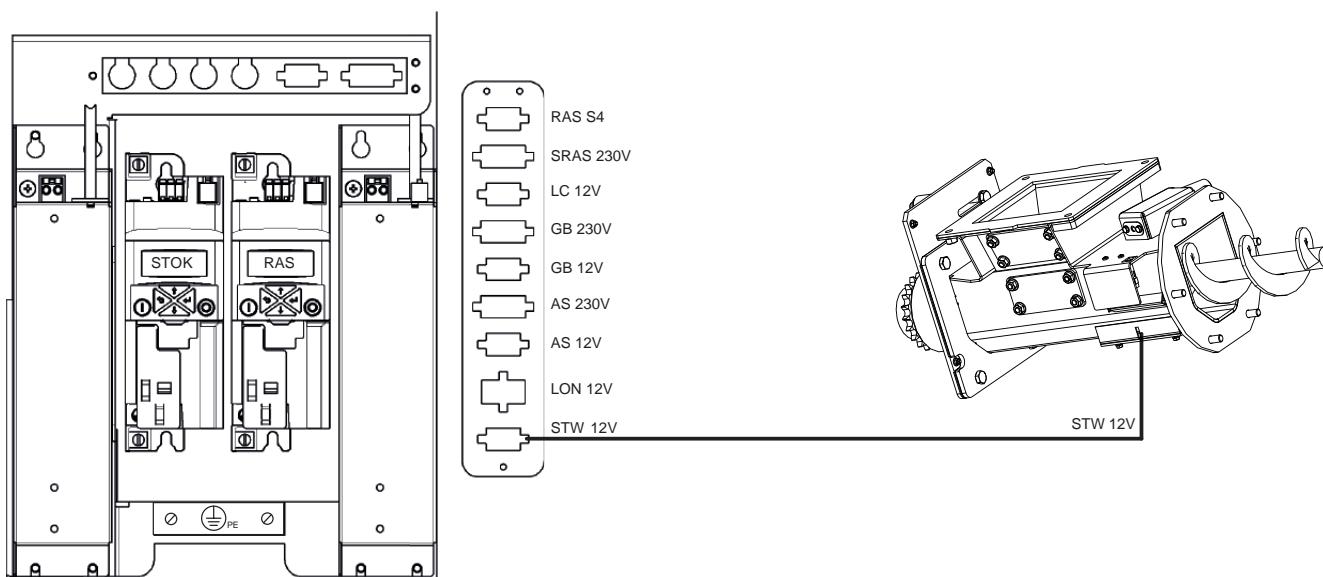 STOK
RAS
PE
RAS S4
SRAS 230V
LC 12V
GB 230V
GB 12V
AS 230V
AS 12V
LON 12V
STW 12V
STW 12V